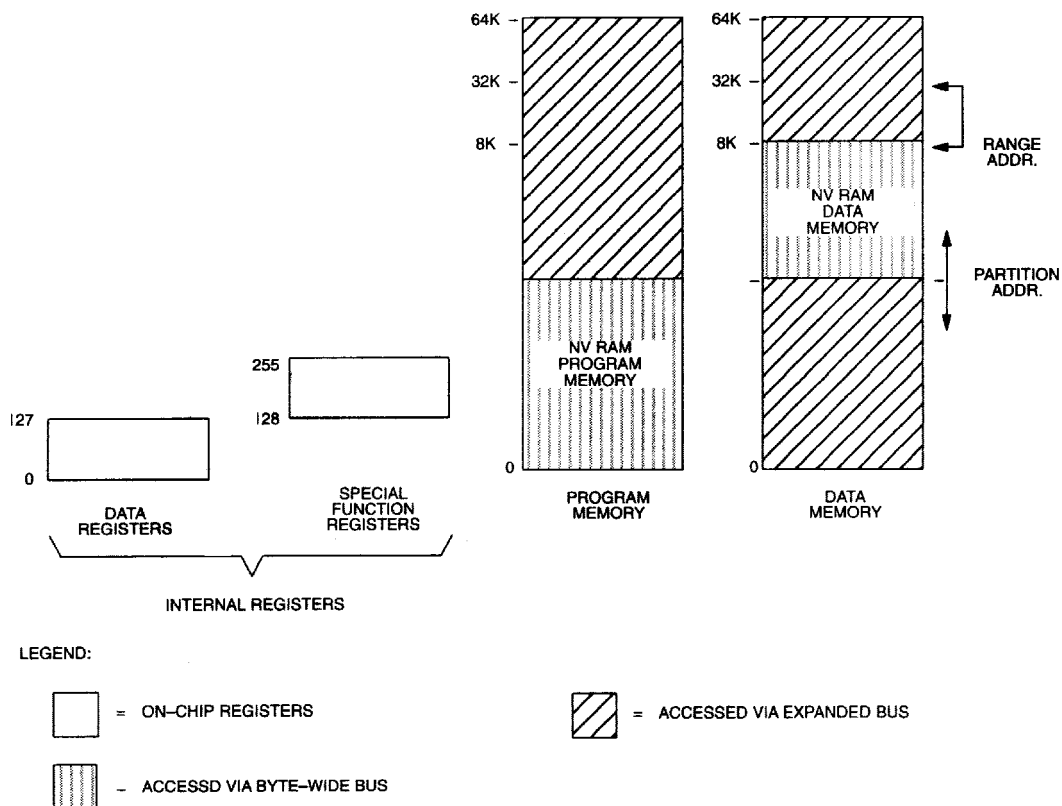 64K
32K
8K
0
NV RAM
PROGRAM
MEMORY
PROGRAM
MEMORY
64K
32K
8K
0
NV RAM
DATA
MEMORY
DATA
MEMORY
RANGE
ADDR.
PARTITION
ADDR.
127
0
DATA
REGISTERS
255
128
SPECIAL
FUNCTION
REGISTERS
INTERNAL REGISTERS
LEGEND:
= ON–CHIP REGISTERS
= ACCESSED VIA EXPANDED BUS
– ACCESSD VIA BYTE–WIDE BUS